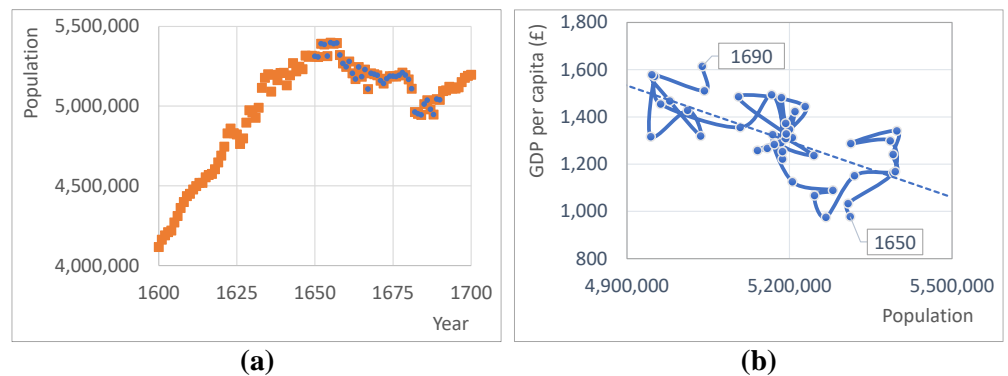 Population
5,500,000
5,000,000
4,500,000
4,000,000
1600 1625 1650 1675 1700
Year
(a)
GDP per capita (£)
1,800
1,600
1,400
1,200
1,000
800
1690
1650
4,900,000 5,200,000 5,500,000
Population
(b)